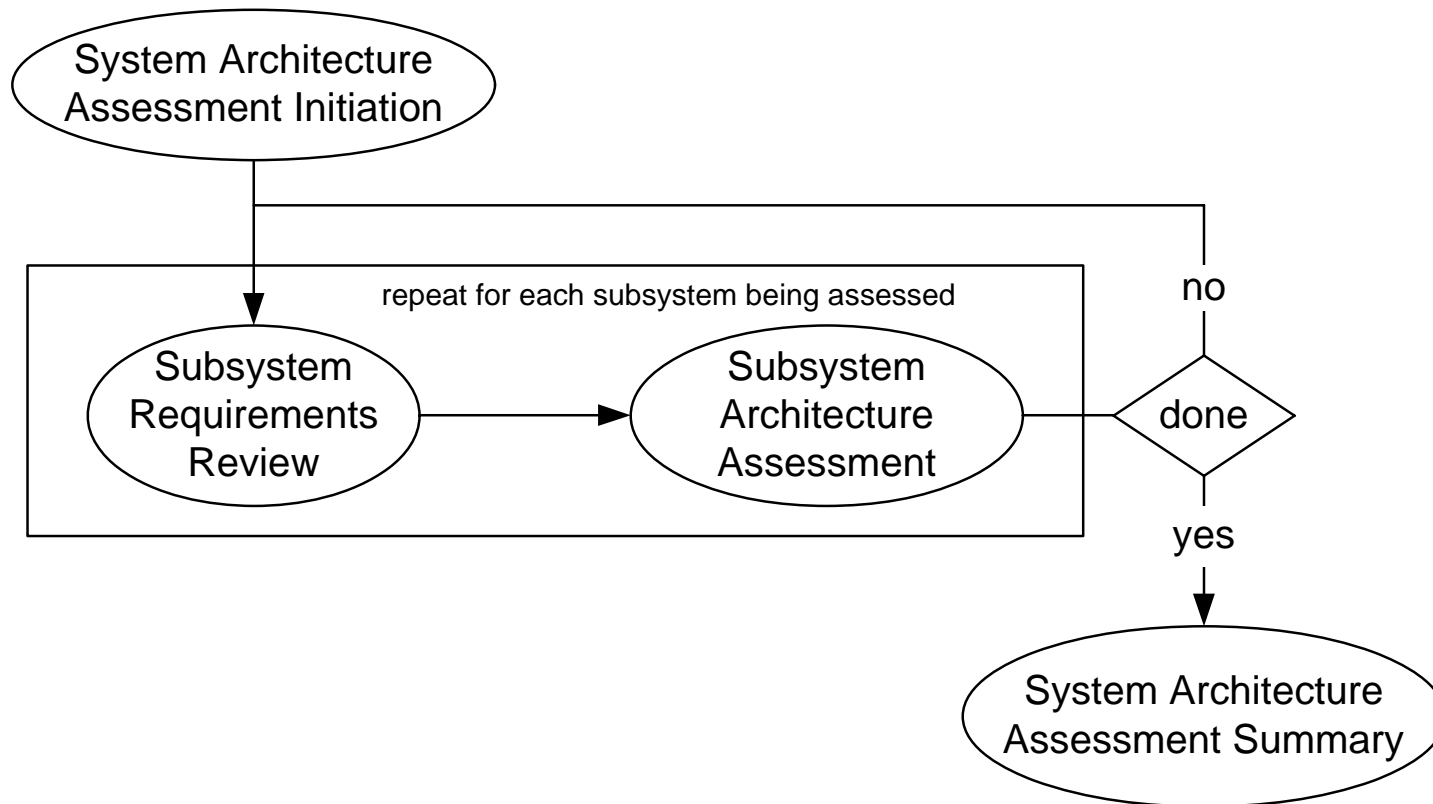 System Architecture
Assessment Initiation
repeat for each subsystem being assessed
no
Subsystem
Requirements
Review
Subsystem
Architecture
Assessment
done
yes
System Architecture
Assessment Summary